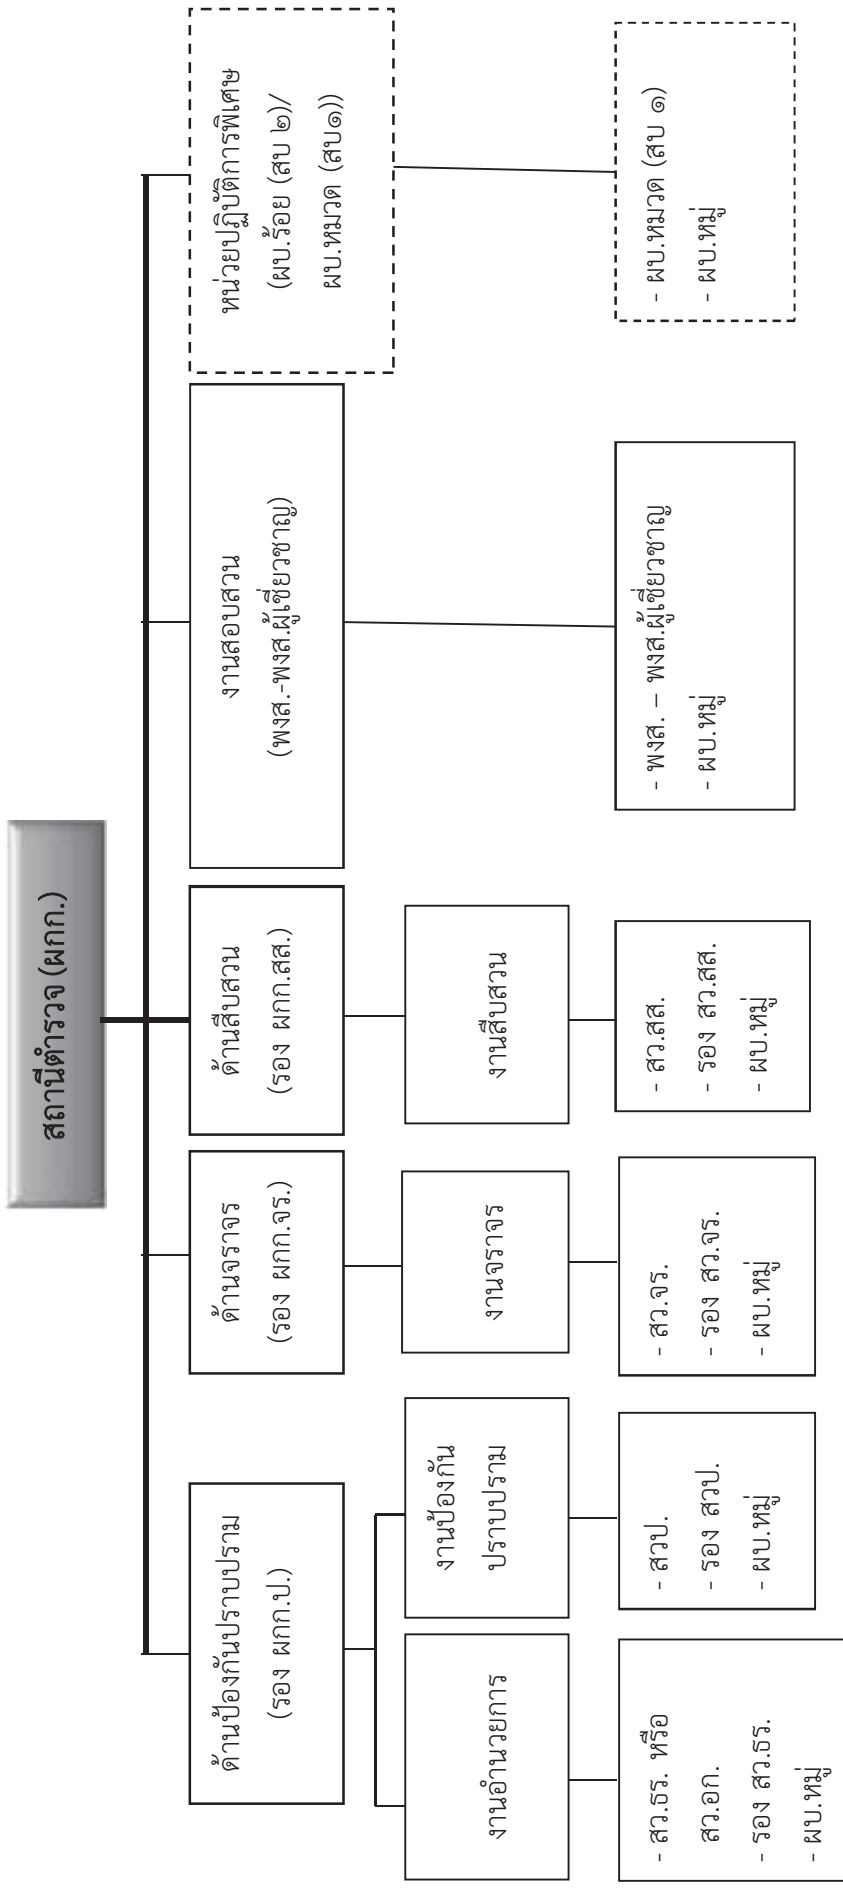 สถานีตำรวจ (ผกก.)
ด้านป้องกันปราบปราม
(รอง ผกก.ป.)
ด้านจราจร
(รอง ผกก.จร.)
ด้านสืบสวน
(รอง ผกก.สส.)
งานสอบสวน
(พงส.-พงส.ผู้เชี่ยวชาญ)
หน่วยปฏิบัติการพิเศษ
(ผบ.ร้อย (สบ ๒)/
ผบ.หมวด (สบ๑))
งานอำนวยการ
งานป้องกัน
ปราบปราม
งานจราจร
งานสืบสวน
- สว.ธร. หรือ
สว.อก.
- รอง สว.ธร.
- ผบ.หมู่
- สวป.
- รอง สวป.
- ผบ.หมู่
- สว.จร.
- รอง สว.จร.
- ผบ.หมู่
- สว.สส.
- รอง สว.สส.
- ผบ.หมู่
- พงส. – พงส.ผู้เชี่ยวชาญ
- ผบ.หมู่
- ผบ.หมวด (สบ ๑)
- ผบ.หมู่